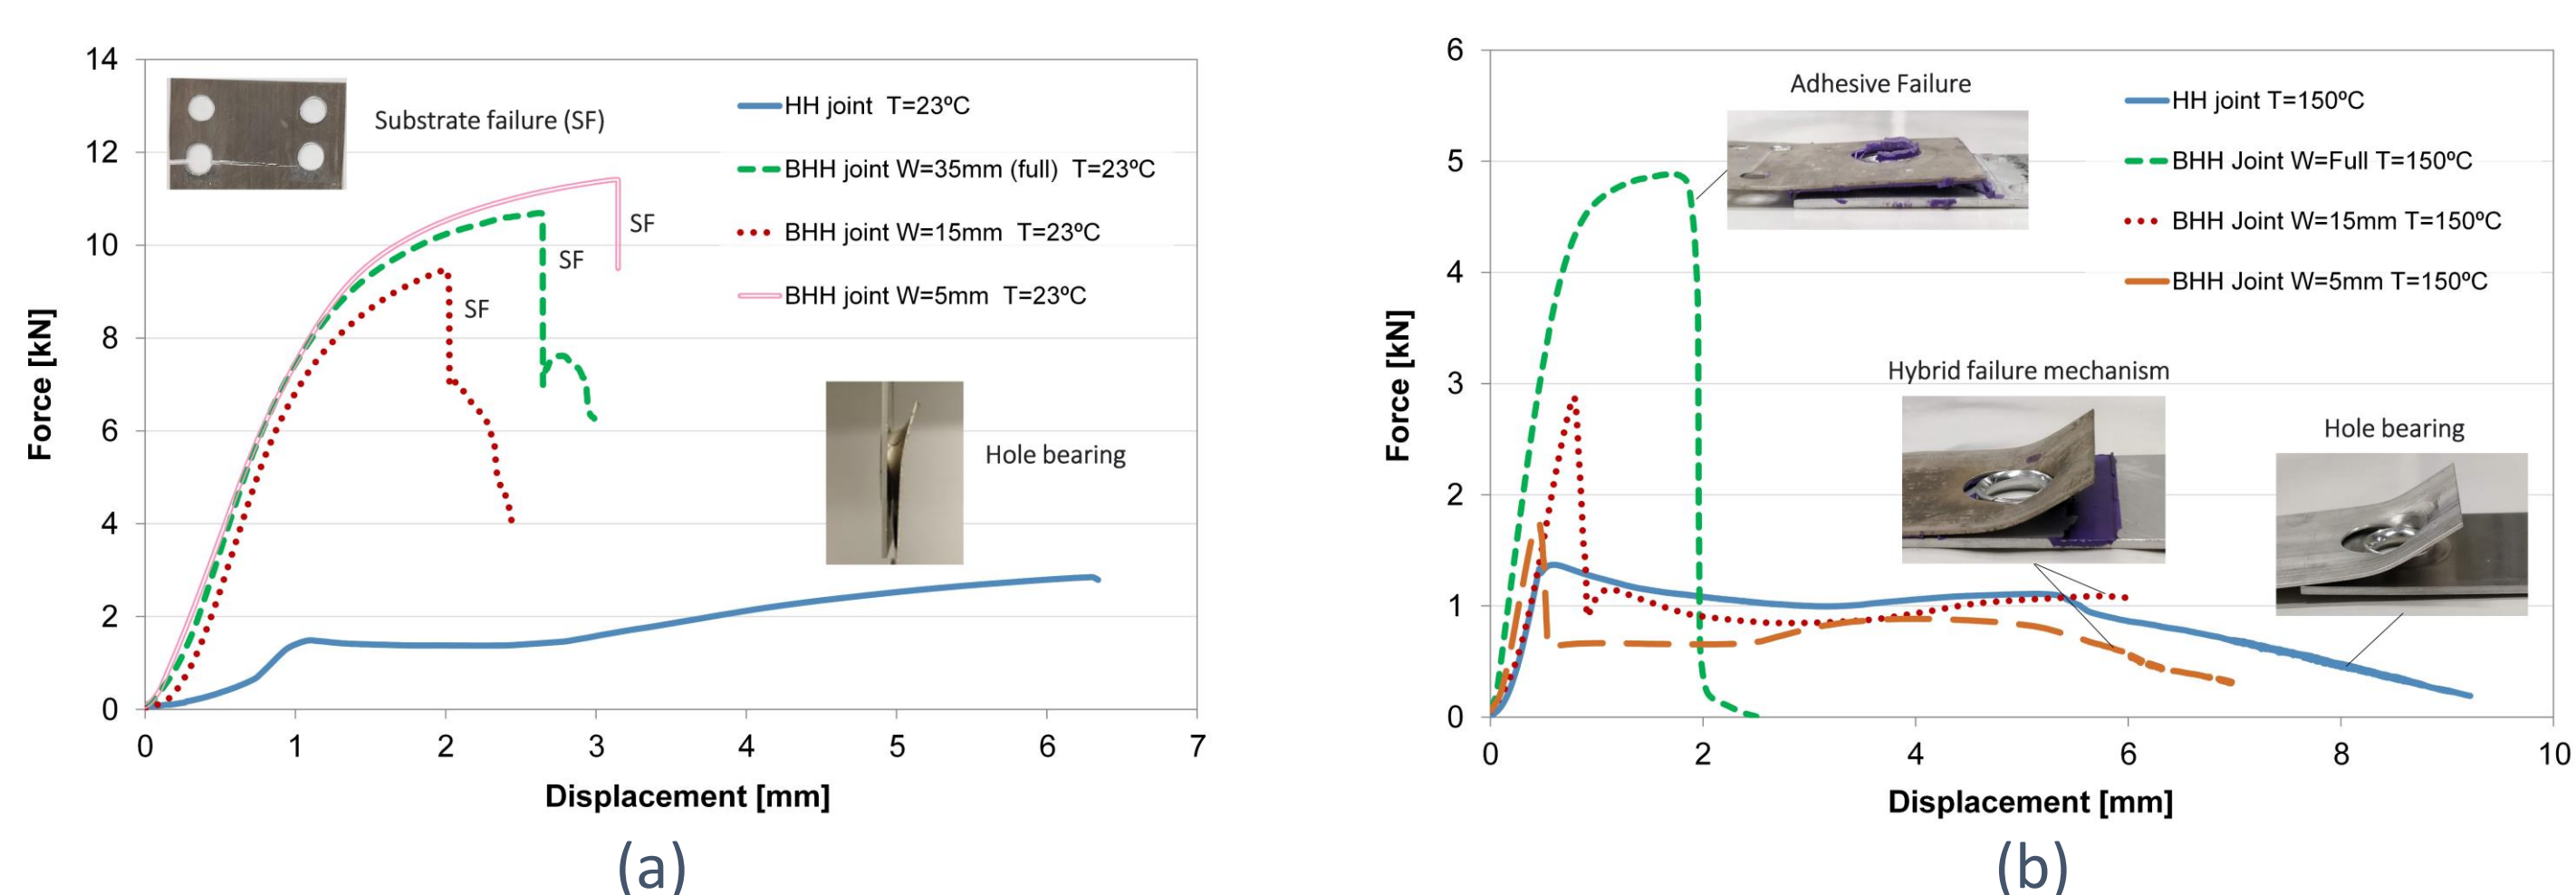 14
12
10
8
6
4
2
0
0 1 2 3 4 5 6 7
Force [kN]
Displacement [mm]
Substrate failure (SF)
HH joint T=23ºC
BHH joint W=35mm (full) T=23ºC
BHH joint W=15mm T=23ºC
BHH joint W=5mm T=23ºC
SF
SF
SF
Hole bearing
(a)
6
5
4
3
2
1
0
0 2 4 6 8 10
Force [kN]
Displacement [mm]
Adhesive Failure
HH joint T=150ºC
BHH Joint W=Full T=150ºC
BHH Joint W=15mm T=150ºC
BHH Joint W=5mm T=150ºC
Hybrid failure mechanism
Hole bearing
(b)